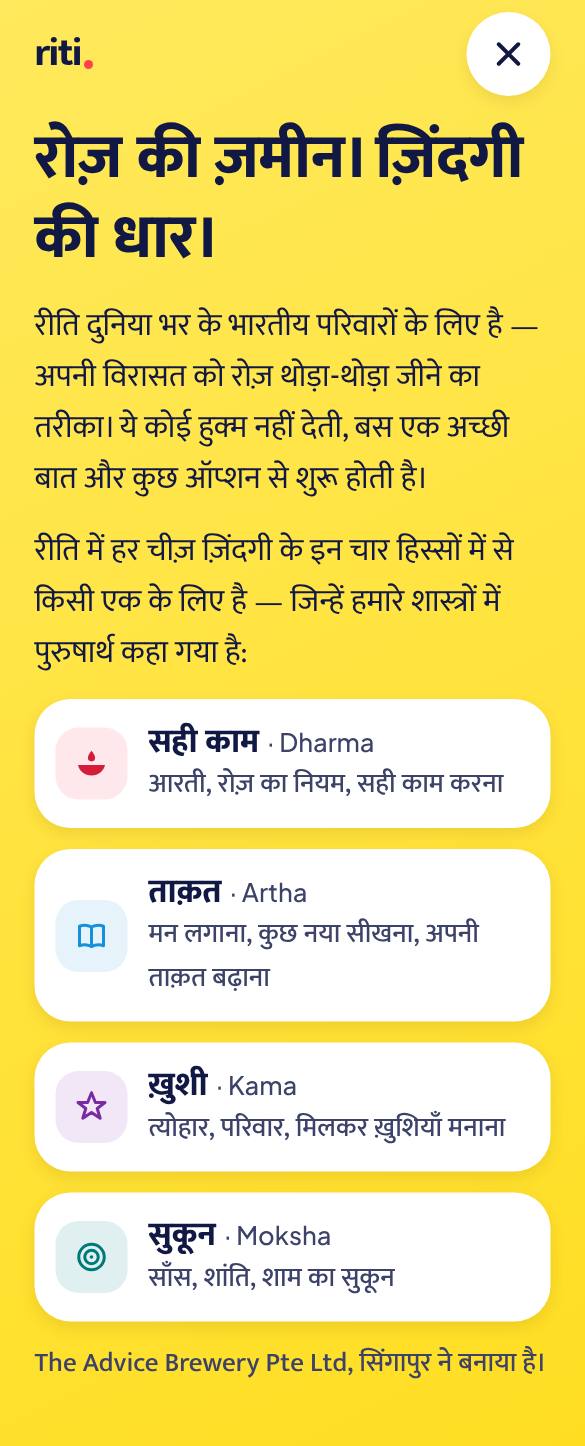 riti.
रोज़ की ज़मीन। ज़िंदगी
की धार।
रीति दुनिया भर के भारतीय परिवारों के लिए है —
अपनी विरासत को रोज़ थोड़ा-थोड़ा जीने का
तरीका। ये कोई हुक्म नहीं देती, बस एक अच्छी
बात और कुछ ऑप्शन से शुरू होती है।
रीति में हर चीज़ ज़िंदगी के इन चार हिस्सों में से
किसी एक के लिए है — जिन्हें हमारे शास्त्रों में
पुरुषार्थ कहा गया है:
सही काम · Dharma
आरती, रोज़ का नियम, सही काम करना
ताक़त · Artha
मन लगाना, कुछ नया सीखना, अपनी
ताक़त बढ़ाना
ख़ुशी · Kama
त्योहार, परिवार, मिलकर ख़ुशियाँ मनाना
सुकून · Moksha
साँस, शांति, शाम का सुकून
The Advice Brewery Pte Ltd, सिंगापुर ने बनाया है।